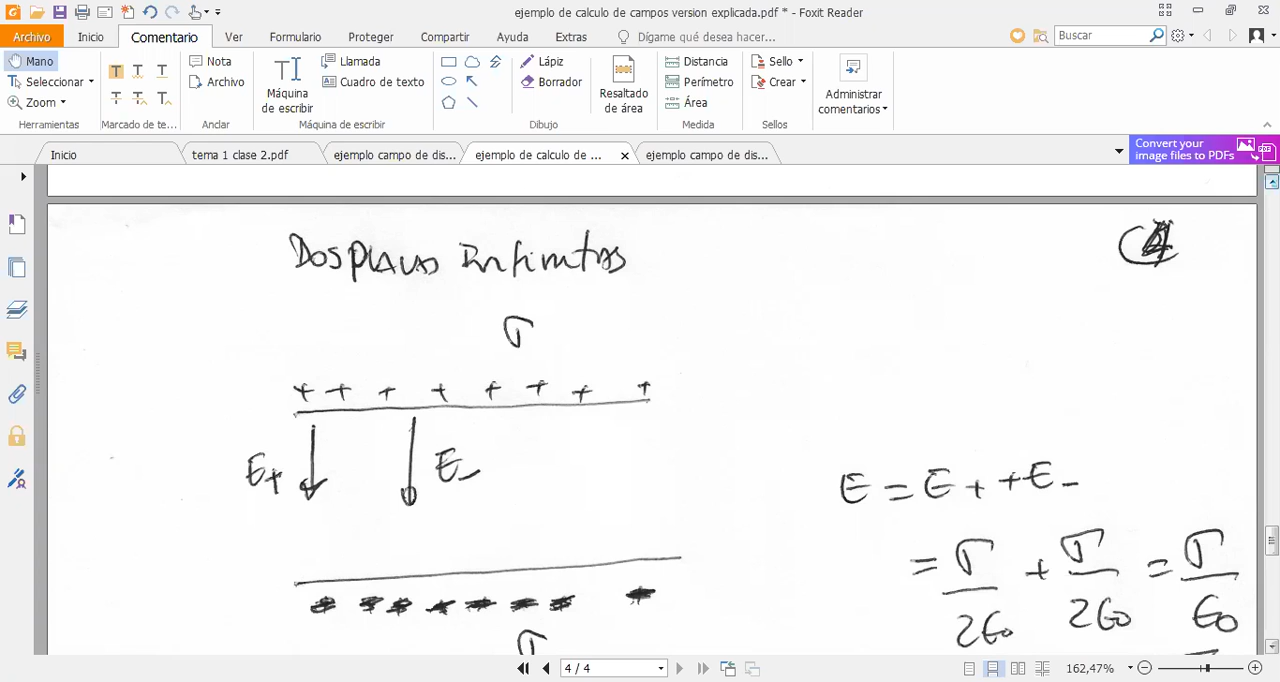 ejemplo de calculo de campos version explicada.pdf * - Foxit Reader
Archivo Inicio Comentario Ver Formulario Proteger Compartir Ayuda Extras Dígame qué desea hacer... Buscar
Mano
Seleccionar
Zoom
Herramientas
Marcado de te...
Nota
Archivo
Anclar
Máquina de escribir
Llamada
Cuadro de texto
Máquina de escribir
Lápiz
Borrador
Dibujo
Resaltado de área
Distancia
Perímetro
Área
Medida
Sello
Crear
Sellos
Administrar comentarios
Inicio tema 1 clase 2.pdf ejemplo campo de dis... ejemplo de calculo de ... ejemplo campo de dis...
Convert your
image files to PDFs
Dos Placas Infinitas
σ
+ + + + + + + +
E+ E-
E = E+ + E-
= σ/2ε0 + σ/2ε0 = σ/ε0
σ
4 / 4 162,47%